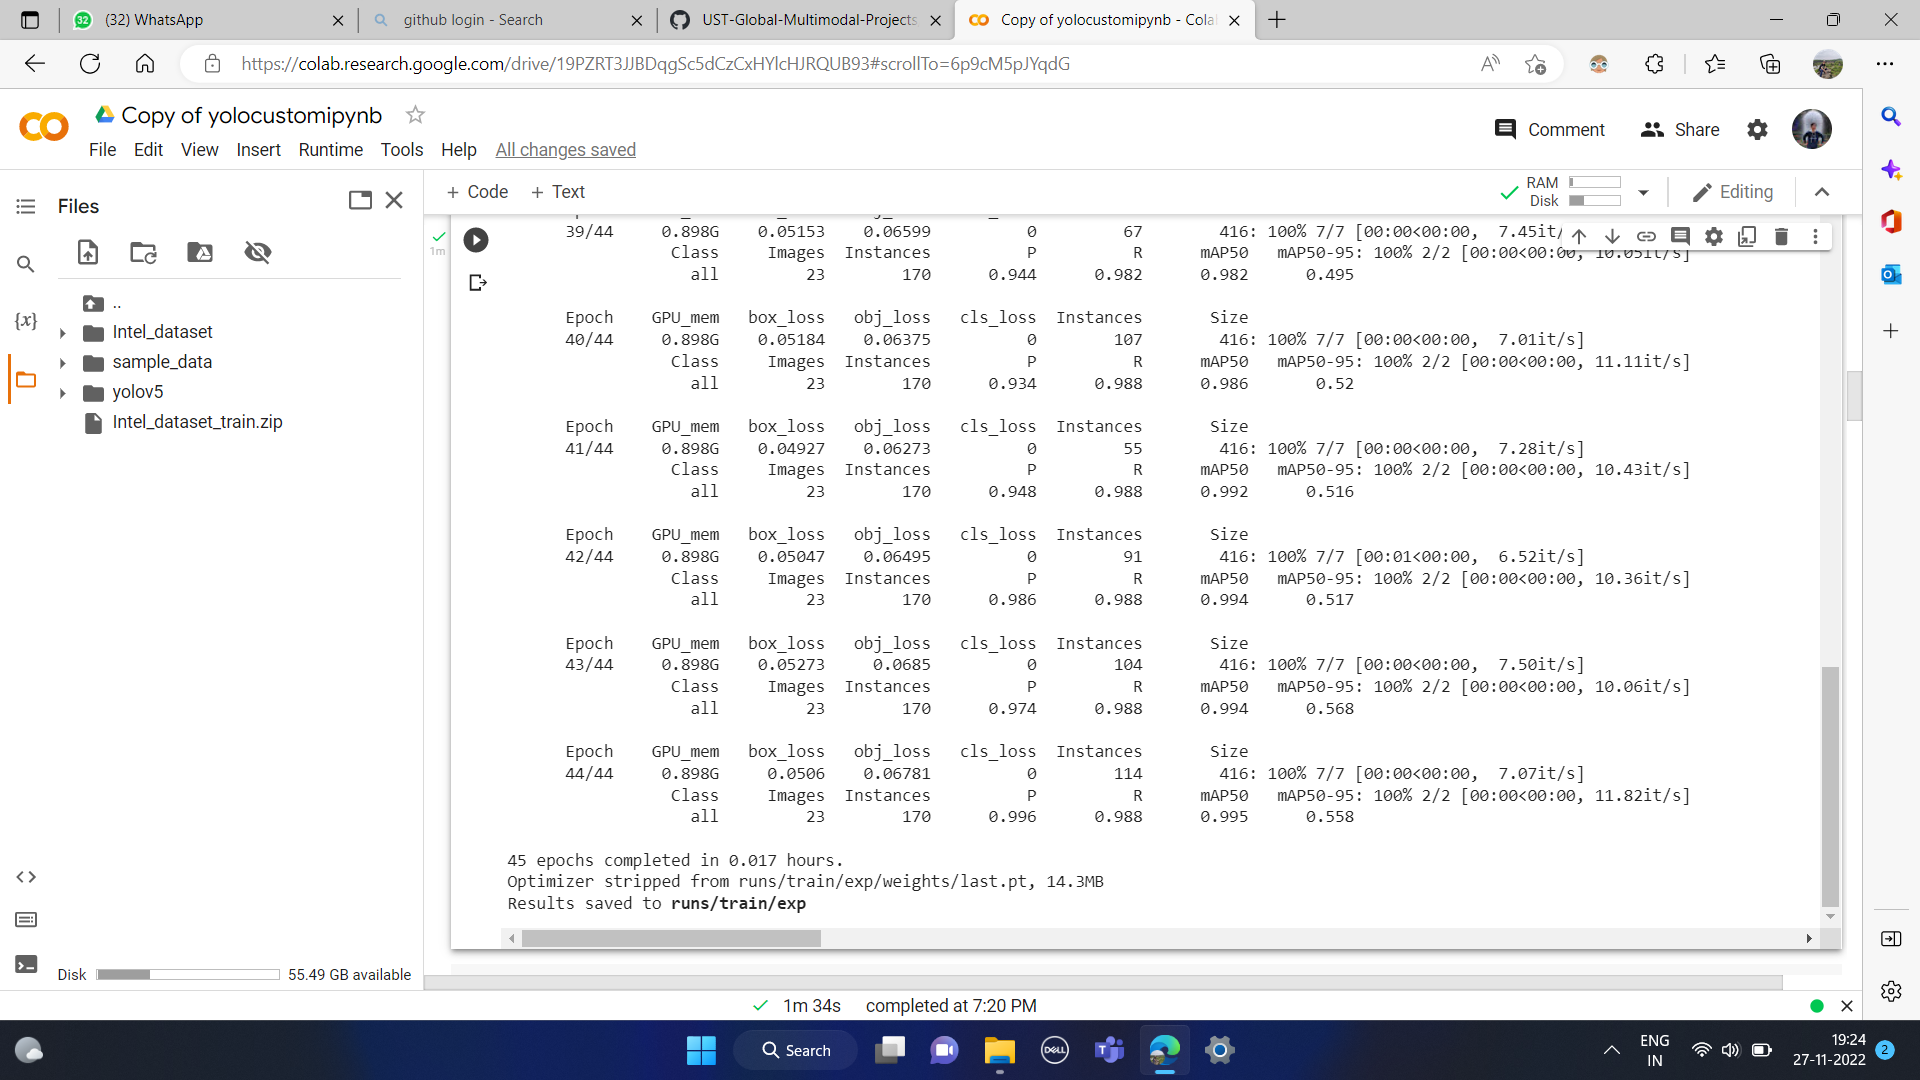 (32) WhatsApp
github login - Search
UST-Global-Multimodal-Projects
Copy of yolocustomipynb - Cola
https://colab.research.google.com/drive/19PZRT3JJBDqgSc5dCzCxHYlcHJRQUB93#scrollTo=6p9cM5pJYqdG
Copy of yolocustomipynb
File Edit View Insert Runtime Tools Help All changes saved
Comment Share
Files
+ Code + Text
RAM
Disk
Editing
..
Intel_dataset
sample_data
yolov5
Intel_dataset_train.zip
Disk 55.49 GB available
1m
39/44 0.898G 0.05153 0.06599 0 67 416: 100% 7/7 [00:00<00:00, 7.45it/
Class Images Instances P R mAP50 mAP50-95: 100% 2/2 [00:00<00:00, 10.05it/s]
all 23 170 0.944 0.982 0.982 0.495
Epoch GPU_mem box_loss obj_loss cls_loss Instances Size
40/44 0.898G 0.05184 0.06375 0 107 416: 100% 7/7 [00:00<00:00, 7.01it/s]
Class Images Instances P R mAP50 mAP50-95: 100% 2/2 [00:00<00:00, 11.11it/s]
all 23 170 0.934 0.988 0.986 0.52
Epoch GPU_mem box_loss obj_loss cls_loss Instances Size
41/44 0.898G 0.04927 0.06273 0 55 416: 100% 7/7 [00:00<00:00, 7.28it/s]
Class Images Instances P R mAP50 mAP50-95: 100% 2/2 [00:00<00:00, 10.43it/s]
all 23 170 0.948 0.988 0.992 0.516
Epoch GPU_mem box_loss obj_loss cls_loss Instances Size
42/44 0.898G 0.05047 0.06495 0 91 416: 100% 7/7 [00:01<00:00, 6.52it/s]
Class Images Instances P R mAP50 mAP50-95: 100% 2/2 [00:00<00:00, 10.36it/s]
all 23 170 0.986 0.988 0.994 0.517
Epoch GPU_mem box_loss obj_loss cls_loss Instances Size
43/44 0.898G 0.05273 0.0685 0 104 416: 100% 7/7 [00:00<00:00, 7.50it/s]
Class Images Instances P R mAP50 mAP50-95: 100% 2/2 [00:00<00:00, 10.06it/s]
all 23 170 0.974 0.988 0.994 0.568
Epoch GPU_mem box_loss obj_loss cls_loss Instances Size
44/44 0.898G 0.0506 0.06781 0 114 416: 100% 7/7 [00:00<00:00, 7.07it/s]
Class Images Instances P R mAP50 mAP50-95: 100% 2/2 [00:00<00:00, 11.82it/s]
all 23 170 0.996 0.988 0.995 0.558
45 epochs completed in 0.017 hours.
Optimizer stripped from runs/train/exp/weights/last.pt, 14.3MB
Results saved to runs/train/exp
1m 34s completed at 7:20 PM
Search
DELL
ENG
IN
19:24
27-11-2022
2